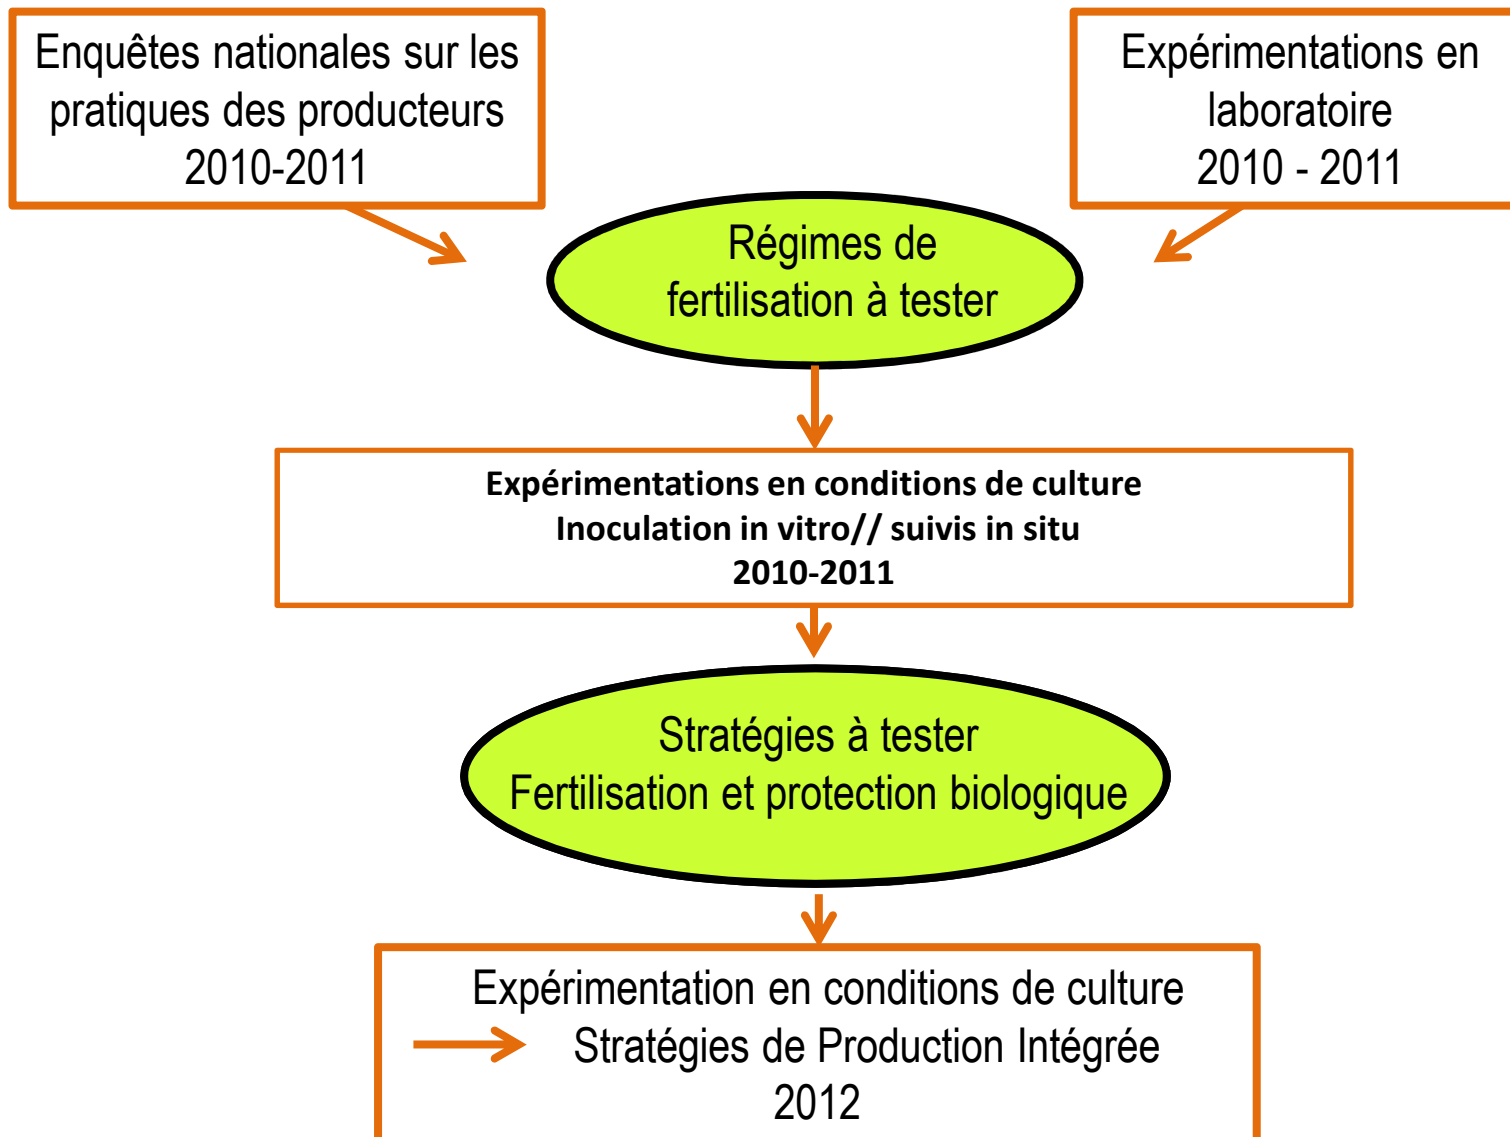 Enquêtes nationales sur les
pratiques des producteurs
2010-2011
Expérimentations en
laboratoire
2010 - 2011
Régimes de
fertilisation à tester
Expérimentations en conditions de culture
Inoculation in vitro// suivis in situ
2010-2011
Stratégies à tester
Fertilisation et protection biologique
Expérimentation en conditions de culture
Stratégies de Production Intégrée
2012